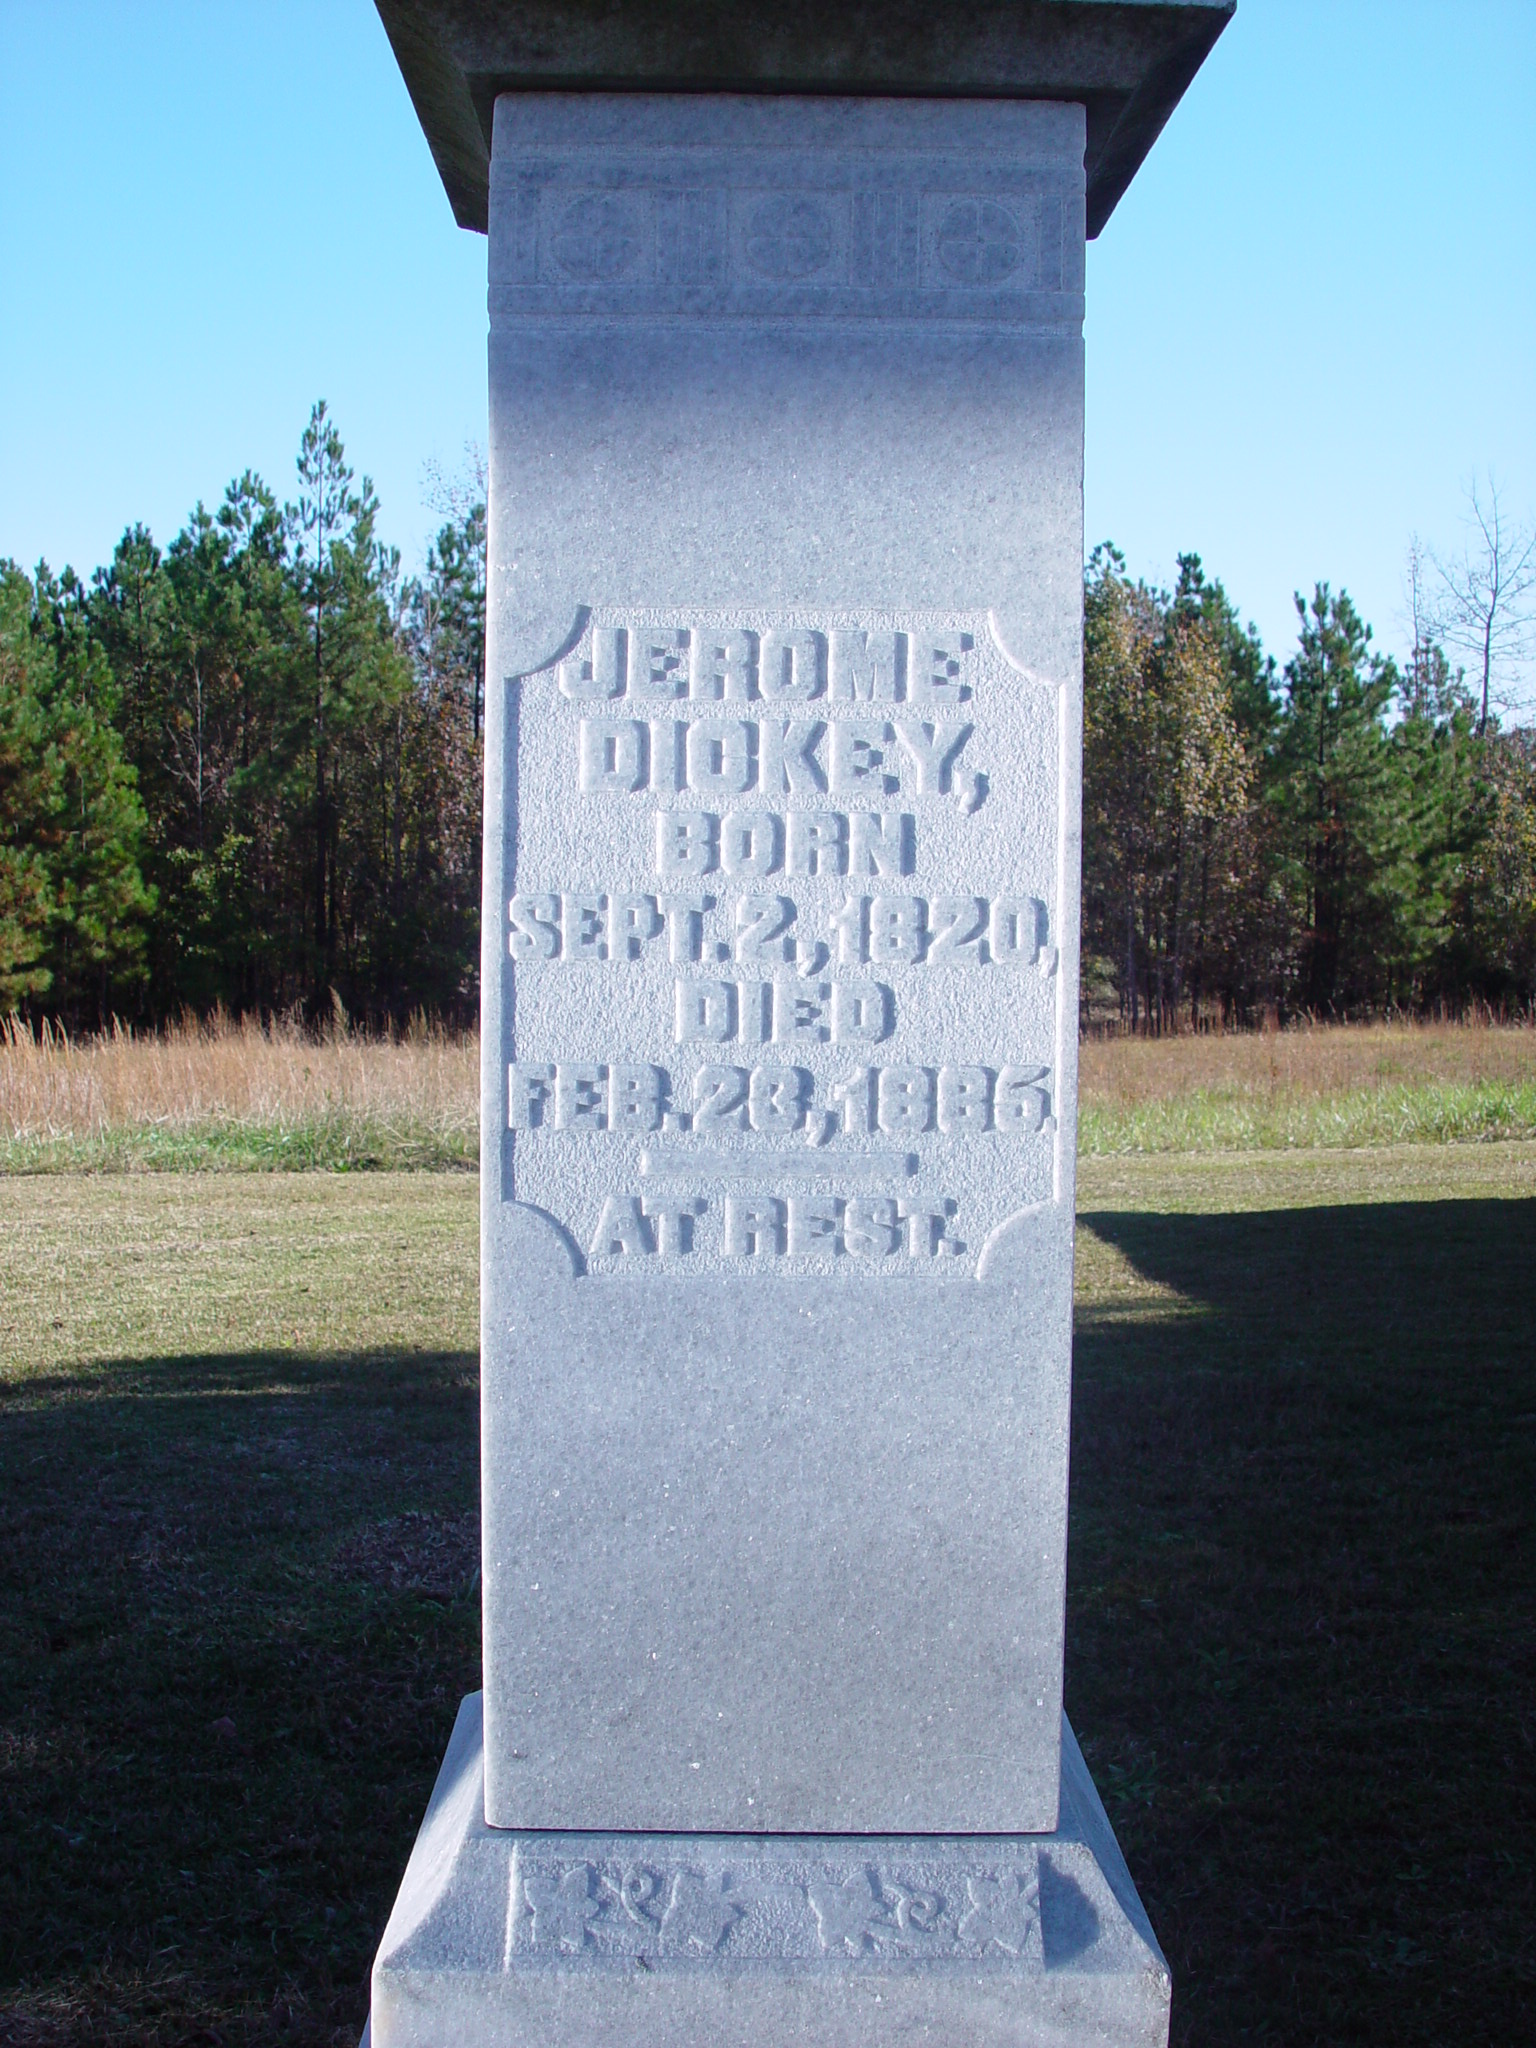 JEROME
DICKEY,
BORN
SEPT. 2, 1820,
DIED
FEB. 28, 1885.
AT REST.